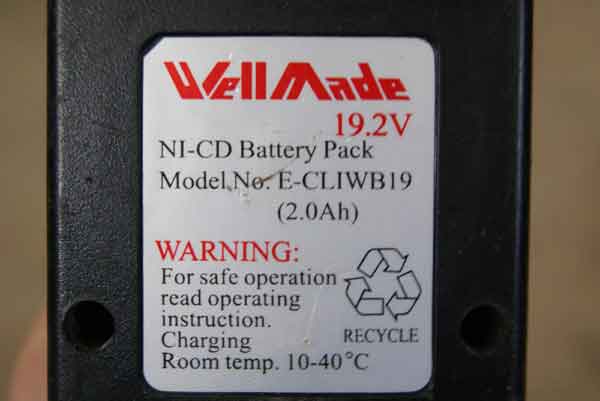 WellMade
19.2V
NI-CD Battery Pack
Model No. E-CLIWB19
(2.0Ah)
WARNING:
For safe operation
read operating
instruction.
Charging
Room temp. 10-40°C
RECYCLE